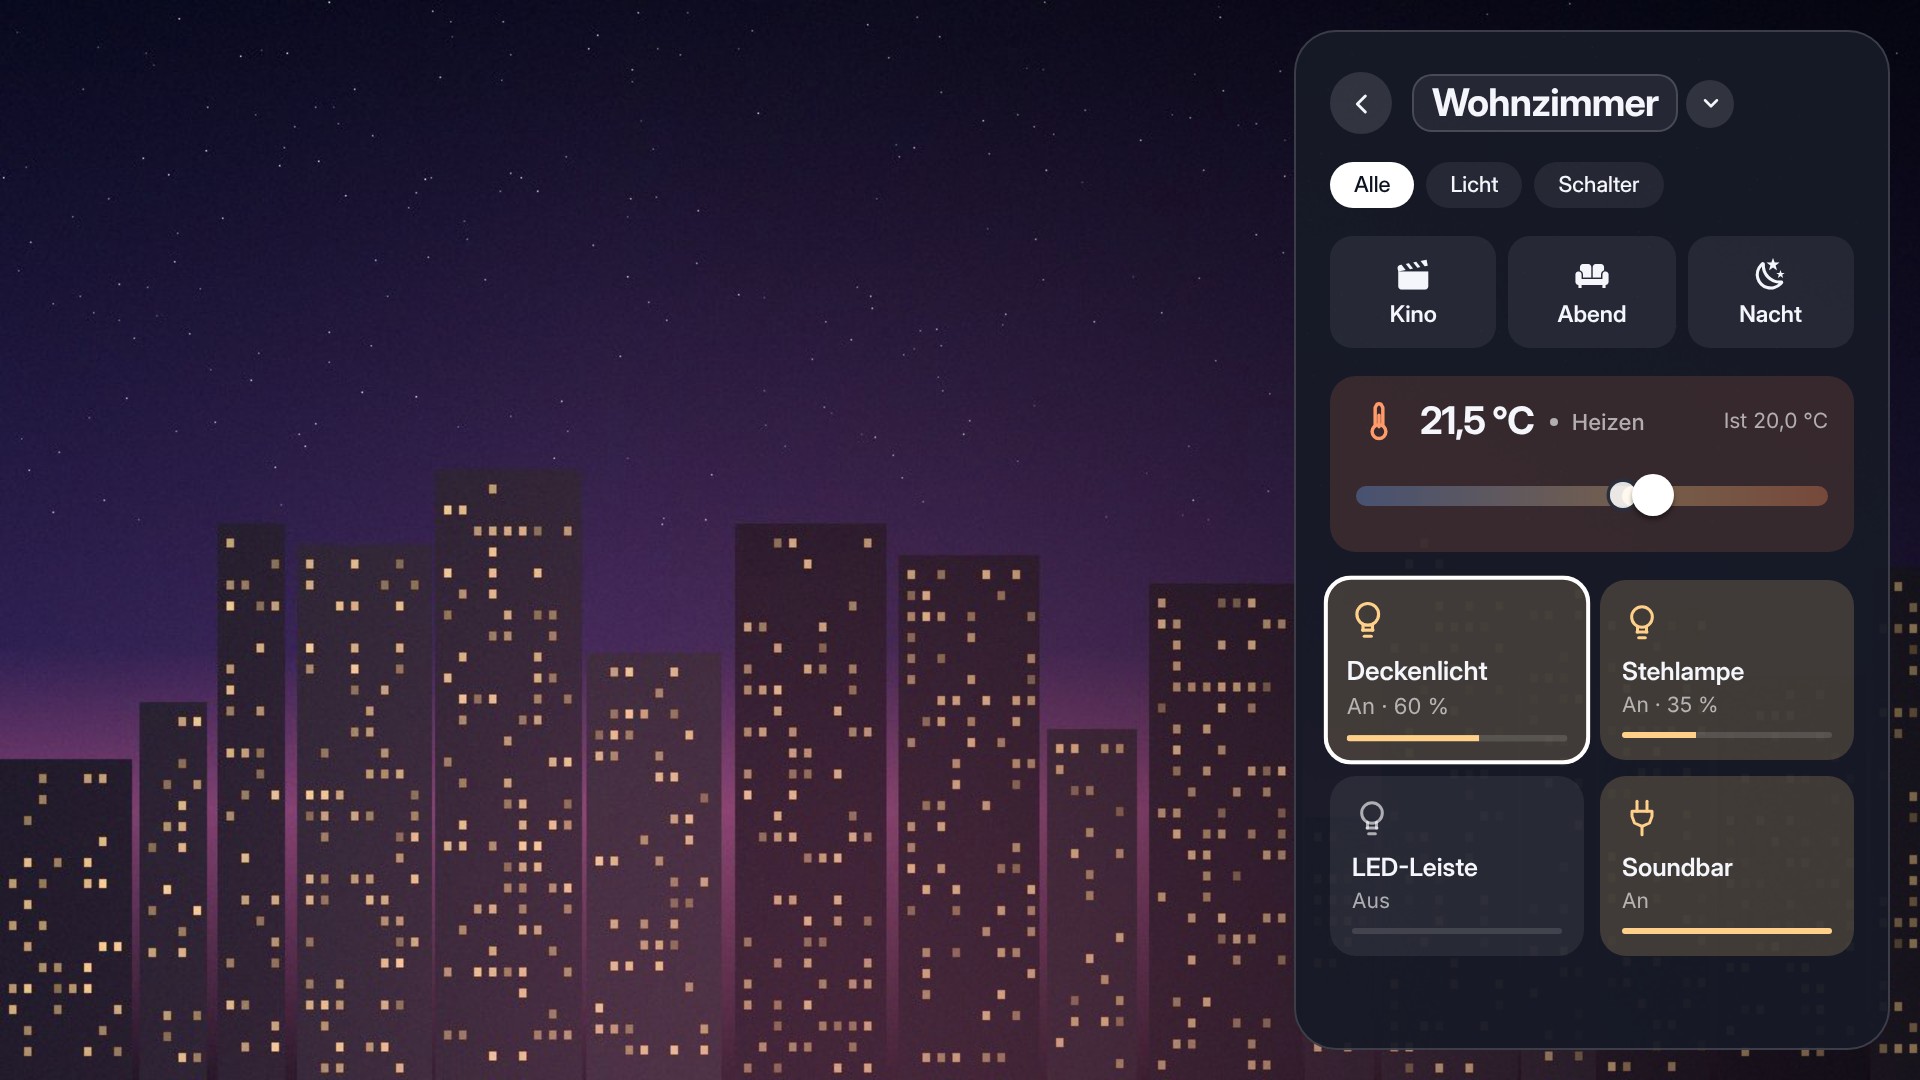 Wohnzimmer
Alle Licht Schalter
Kino Abend Nacht
21,5 °C • Heizen Ist 20,0 °C
Deckenlicht
An · 60 %
Stehlampe
An · 35 %
LED-Leiste
Aus
Soundbar
An